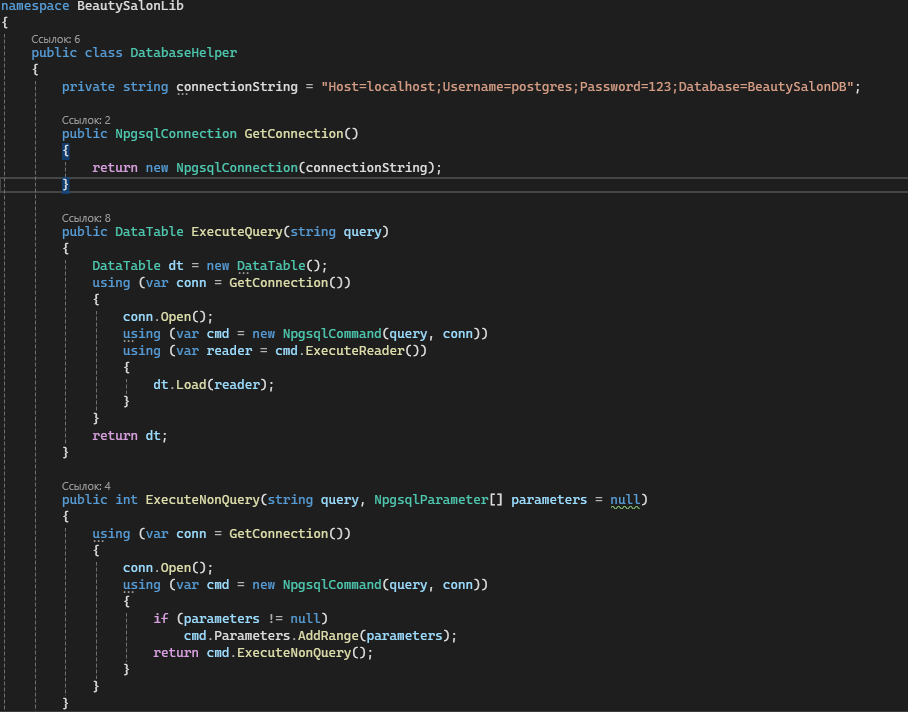 namespace BeautySalonLib
{
Ссылок: 6
public class DatabaseHelper
{
private string connectionString = "Host=localhost;Username=postgres;Password=123;Database=BeautySalonDB";
Ссылок: 2
public NpgsqlConnection GetConnection()
{
return new NpgsqlConnection(connectionString);
}
Ссылок: 8
public DataTable ExecuteQuery(string query)
{
DataTable dt = new DataTable();
using (var conn = GetConnection())
{
conn.Open();
using (var cmd = new NpgsqlCommand(query, conn))
using (var reader = cmd.ExecuteReader())
{
dt.Load(reader);
}
}
return dt;
}
Ссылок: 4
public int ExecuteNonQuery(string query, NpgsqlParameter[] parameters = null)
{
using (var conn = GetConnection())
{
conn.Open();
using (var cmd = new NpgsqlCommand(query, conn))
{
if (parameters != null)
cmd.Parameters.AddRange(parameters);
return cmd.ExecuteNonQuery();
}
}
}